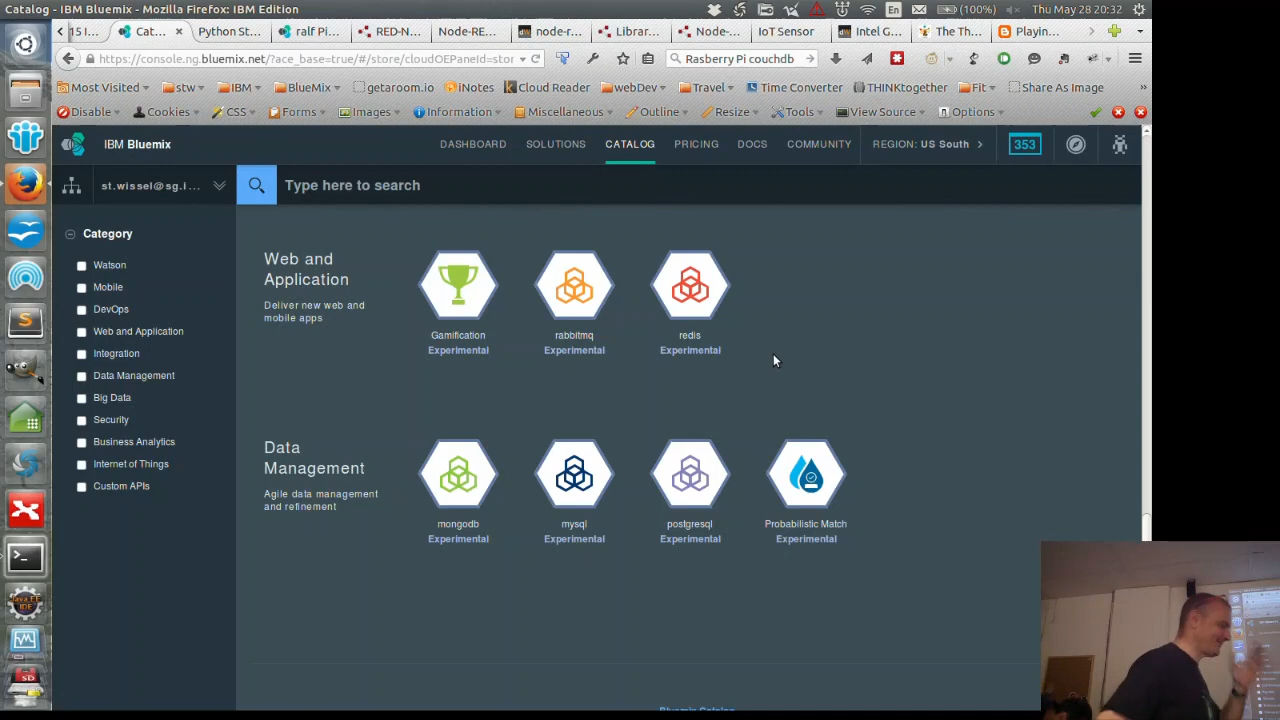 Catalog - IBM Bluemix - Mozilla Firefox: IBM Edition
En
(100%)
Thu May 28 20:32
15 I...
Cat...
Python St...
ralf Pi...
RED-N...
Node-RE...
node-r...
Librar...
Node-...
IoT Sensor
Intel G...
The Th...
Playin...
https://console.ng.bluemix.net/?ace_base=true/#/store/cloudOEPaneId=stor
Rasberry Pi couchdb
Most Visited
stw
IBM
BlueMix
getaroom.io
iNotes
Cloud Reader
webDev
Travel
Time Converter
THINKtogether
Fit
Share As Image
Disable
Cookies
CSS
Forms
Images
Information
Miscellaneous
Outline
Resize
Tools
View Source
Options
IBM Bluemix
DASHBOARD
SOLUTIONS
CATALOG
PRICING
DOCS
COMMUNITY
REGION: US South
353
st.wissel@sg.i...
Type here to search
Category
Watson
Mobile
DevOps
Web and Application
Integration
Data Management
Big Data
Security
Business Analytics
Internet of Things
Custom APIs
Web and
Application
Deliver new web and
mobile apps
Gamification
Experimental
rabbitmq
Experimental
redis
Experimental
Data
Management
Agile data management
and refinement
mongodb
Experimental
mysql
Experimental
postgresql
Experimental
Probabilistic Match
Experimental
Bluemix Catalog